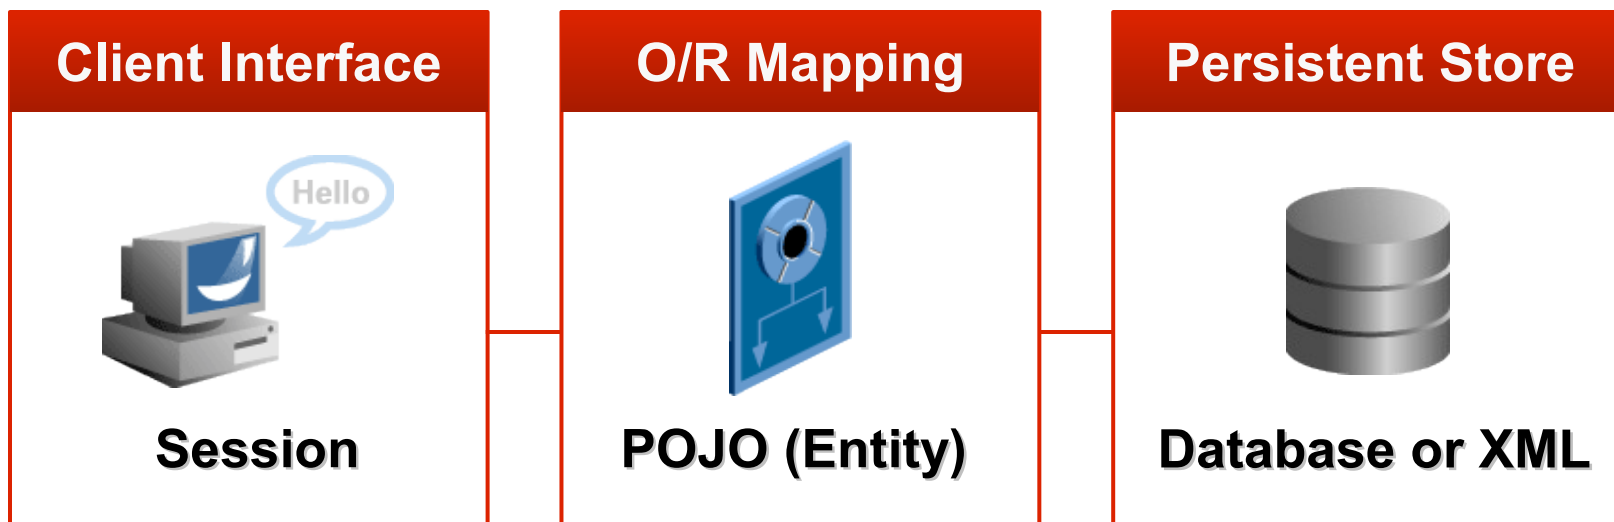 Client Interface
O/R Mapping
Persistent Store
Hello
Session
POJO (Entity)
Database or XML